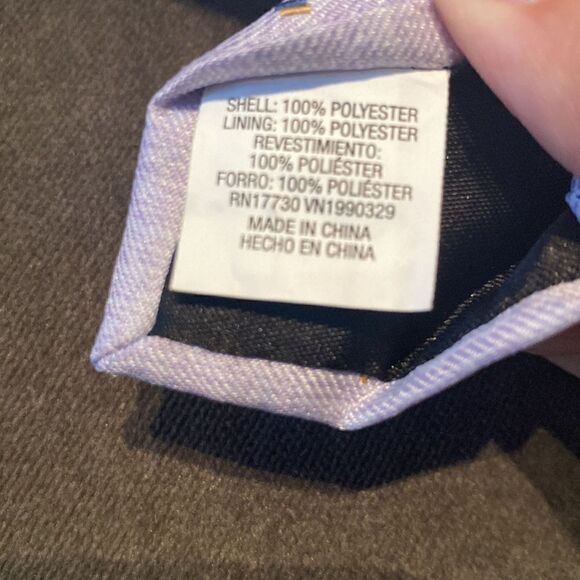 SHELL: 100% POLYESTER
LINING: 100% POLYESTER
REVESTIMIENTO:
100% POLIÉSTER
FORRO: 100% POLIÉSTER
RN17730 VN1990329
MADE IN CHINA
HECHO EN CHINA